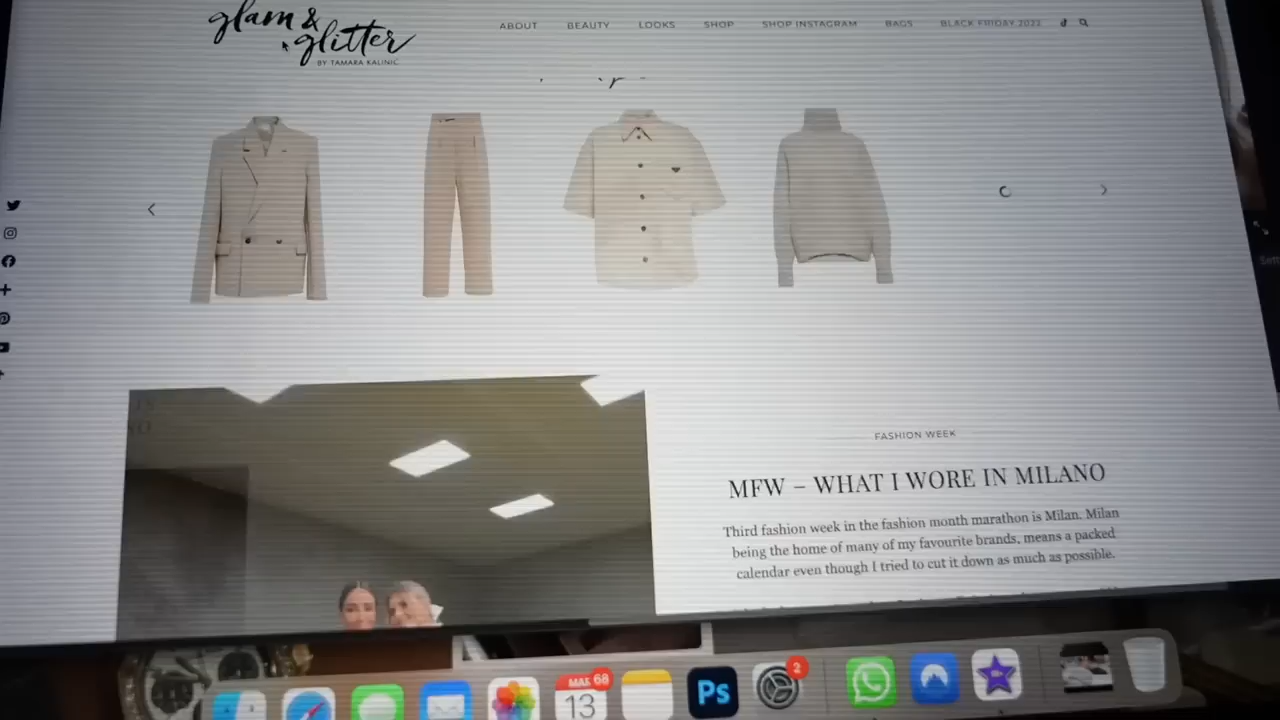 glam &
glitter
BY TAMARA KALINIC
ABOUT BEAUTY LOOKS SHOP SHOP INSTAGRAM BAGS BLACK FRIDAY 2022
FASHION WEEK
MFW – WHAT I WORE IN MILANO
Third fashion week in the fashion month marathon is Milan. Milan
being the home of many of my favourite brands, means a packed
calendar even though I tried to cut it down as much as possible.
68
13
Ps
2